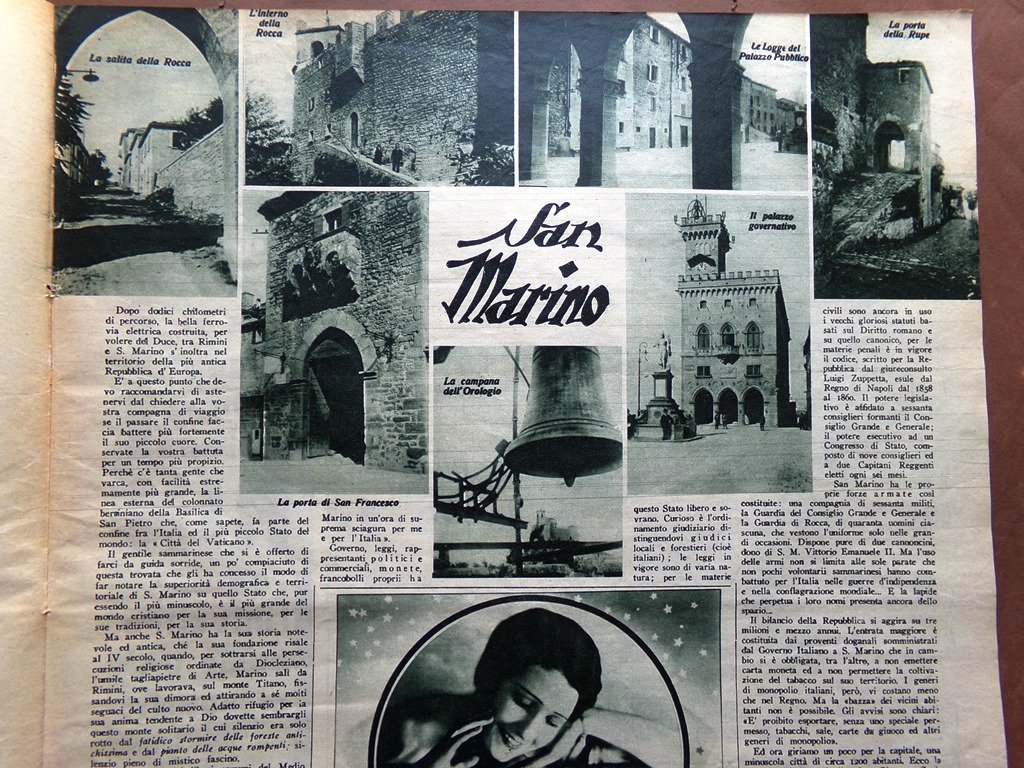 La salita della Rocca
L'interno
della
Rocca
Le Logge del
Palazzo Pubblico
La porta
della Rupe
San
Marino
Il palazzo
governativo
La campana
dell'Orologio
La porta di San Francesco
Dopo dodici chilometri
di percorso, la bella ferro-
via elettrica costruita, per
volere del Duce, tra Rimini
e S. Marino s'inoltra nel
territorio della più antica
Repubblica d'Europa.
E' a questo punto che de-
vo raccomandarvi di aste-
nervi dal chiedere alla vo-
stra compagna di viaggio
se il passare il confine fac-
cia battere più fortemente
il suo piccolo cuore. Con-
servate la vostra battuta
per un tempo più propizio.
Perchè c'è tanta gente che
varca, con facilità estre-
mamente più grande, la li-
nea esterna del colonnato
berniniano della Basilica di
San Pietro che, come sapete, fa parte del
confine fra l'Italia ed il più piccolo Stato del
mondo: la « Città del Vaticano ».
Il gentile sammarinese che si è offerto di
farci da guida sorride, un po' compiaciuto di
questa trovata che gli ha concesso il modo di
far notare la superiorità demografica e terri-
toriale di S. Marino su quello Stato che, pur
essendo il più minuscolo, è il più grande del
mondo cristiano per la sua missione, per le
sue tradizioni, per la sua storia.
Ma anche S. Marino ha la sua storia note-
vole ed antica, chè la sua fondazione risale
al IV secolo, quando, per sottrarsi alle perse-
cuzioni religiose ordinate da Diocleziano,
l'umile tagliapietre di Arte, Marino salì da
Rimini, ove lavorava, sul monte Titano, fis-
sandovi la sua dimora ed attirando a sè molti
seguaci del culto nuovo. Adatto rifugio per la
sua anima tendente a Dio dovette sembrargli
questo monte solitario il cui silenzio era solo
rotto dal fatidico stormire delle foreste anti-
chissima e dal pianto delle acque rompenti; si-
lenzio pieno di mistico fascino.
Marino in un'ora di su-
prema sciagura per me
e per l'Italia ».
Governo, leggi, rap-
presentanti politici e
commerciali, monete,
francobolli proprii ha
questo Stato libero e so-
vrano. Curioso è l'ordi-
namento giudiziario di-
stinguendovi giudici
locali e forestieri (cioè
italiani); le leggi in
vigore sono di varia na-
tura; per le materie
civili sono ancora in uso
i vecchi gloriosi statuti ba-
sati sul Diritto romano e
su quello canonico, per le
materie penali è in vigore
il codice, scritto per la Re-
pubblica dal giureconsulto
Luigi Zuppetta, esule dal
Regno di Napoli dal 1858
al 1860. Il potere legisla-
tivo è affidato a sessanta
consiglieri formanti il Con-
siglio Grande e Generale;
il potere esecutivo ad un
Congresso di Stato, com-
posto di nove consiglieri ed
a due Capitani Reggenti
eletti ogni sei mesi.
San Marino ha le pro-
prie forze armate così
costituite: una compagnia di sessanta militi,
la Guardia del Consiglio Grande e Generale e
la Guardia di Rocca, di quaranta uomini cia-
scuna, che vestono l'uniforme solo nelle gran-
di occasioni. Dispone pure di due cannoncini,
dono di S. M. Vittorio Emanuele II. Ma l'uso
delle armi non si limita alle sole parate che
non pochi volontarii sammarinesi hanno com-
battuto per l'Italia nelle guerre d'indipendenza
e nella conflagrazione mondiale... E la lapide
che perpetua i loro nomi presenta ancora dello
spazio...
Il bilancio della Repubblica si aggira su tre
milioni e mezzo annui. L'entrata maggiore è
costituita dai proventi doganali somministrati
dal Governo Italiano a S. Marino che in cam-
bio si è obbligata, tra l'altro, a non emettere
carta moneta ed a non permettere la coltiva-
zione del tabacco sul suo territorio. I generi
di monopolio italiani, però, vi costano meno
che nel Regno. Ma la «bazza» dei vicini abi-
tanti non è possibile. Gli avvisi sono chiari:
«E' proibito esportare, senza uno speciale per-
messo, tabacchi, sale, carte da giuoco ed altri
generi di monopolio».
Ed ora giriamo un poco per la capitale, una
minuscola città di circa 1200 abitanti. Ecco la